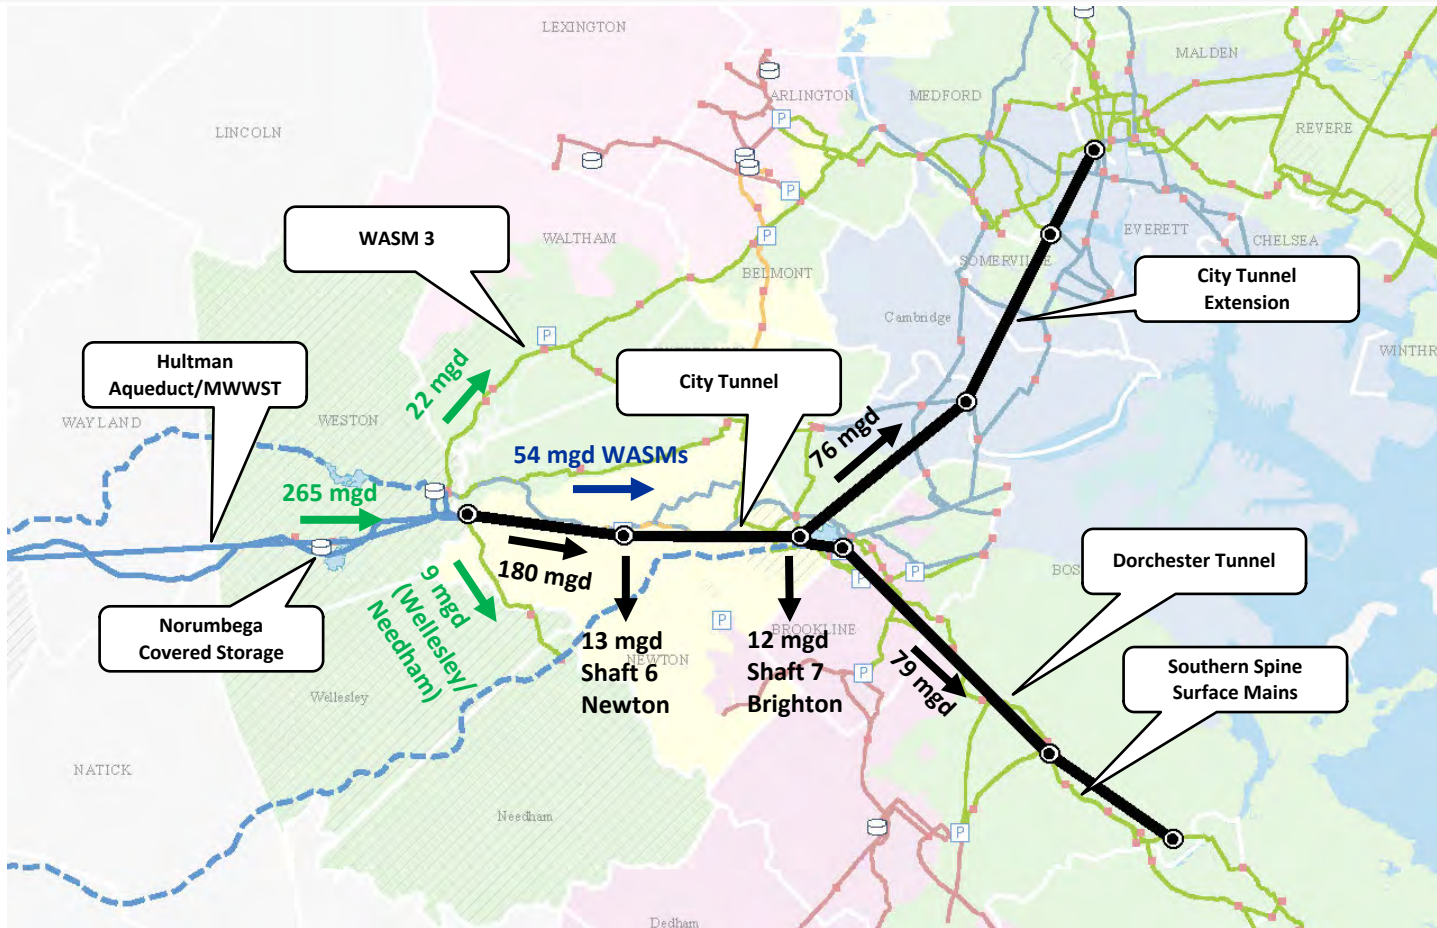 LEXINGTON
MALDEN
ARLINGTON
MEDFORD
REVERE
LINCOLN
P
P
WASM 3
WALTHAM
P
EVERETT
CHELSEA
BELMONT
SOMERVILLE
City Tunnel
Extension
Cambridge
P
WINTHR
Hultman
Aqueduct/MWWST
22 mgd
City Tunnel
WAYLAND
WESTON
76 mgd
54 mgd WASMs
265 mgd
180 mgd
9 mgd
(Wellesley/
Needham)
P
P
BOS
Dorchester Tunnel
Norumbega
Covered Storage
P
BROOKLINE
13 mgd
Shaft 6
Newton
NEWTON
12 mgd
Shaft 7
Brighton
79 mgd
P
Southern Spine
Surface Mains
Wellesley
NATICK
Needham
P
Dedham